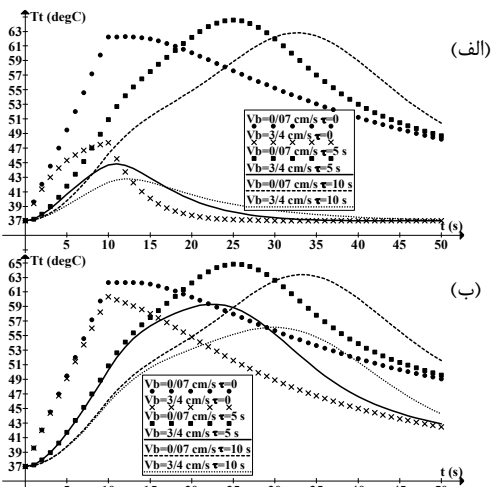 Tt (degC)
63
61
59
57
55
53
51
49
47
45
43
41
39
37
(الف)
Vb=0/07 cm/s τ=0
Vb=3/4 cm/s τ=0
Vb=0/07 cm/s τ=5 s
Vb=3/4 cm/s τ=5 s
Vb=0/07 cm/s τ=10 s
Vb=3/4 cm/s τ=10 s
5 10 15 20 25 30 35 40 45 50
t (s)
65
Tt (degC)
63
61
59
57
55
53
51
49
47
45
43
41
39
37
(ب)
Vb=0/07 cm/s τ=0
Vb=3/4 cm/s τ=0
Vb=0/07 cm/s τ=5 s
Vb=3/4 cm/s τ=5 s
Vb=0/07 cm/s τ=10 s
Vb=3/4 cm/s τ=10 s
t (s)